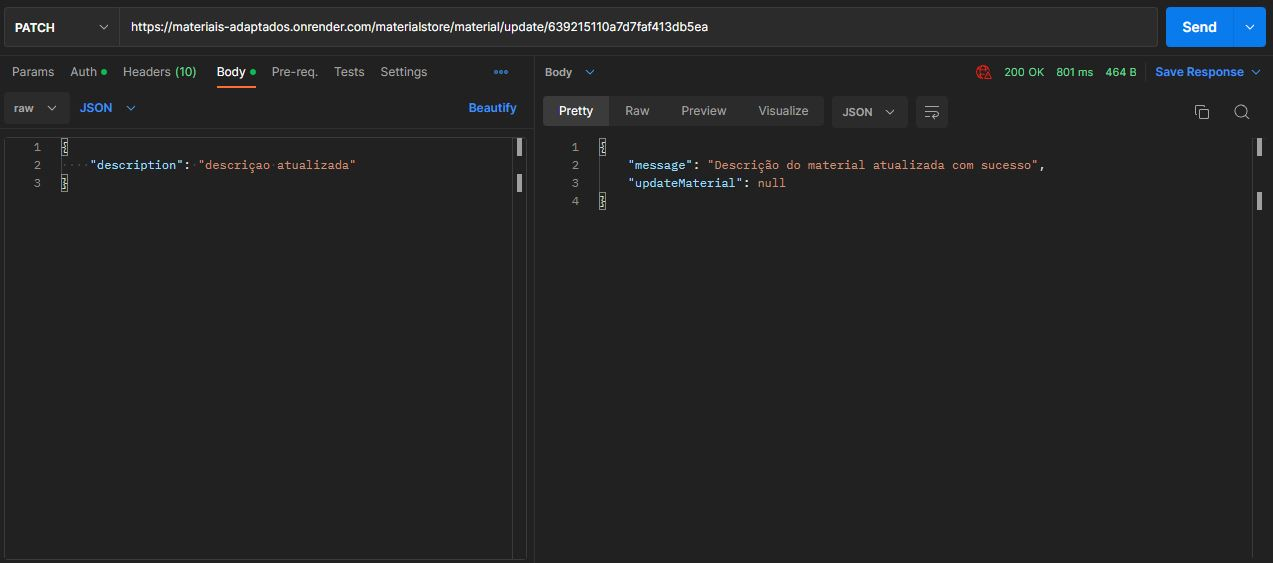 PATCH https://materiais-adaptados.onrender.com/materialstore/material/update/639215110a7d7faf413db5ea Send
Params Auth Headers (10) Body Pre-req. Tests Settings
raw JSON Beautify
1 {
2 "description": "descriçao atualizada"
3 }
Body 200 OK 801 ms 464 B Save Response
Pretty Raw Preview Visualize JSON
1 {
2 "message": "Descrição do material atualizada com sucesso",
3 "updateMaterial": null
4 }